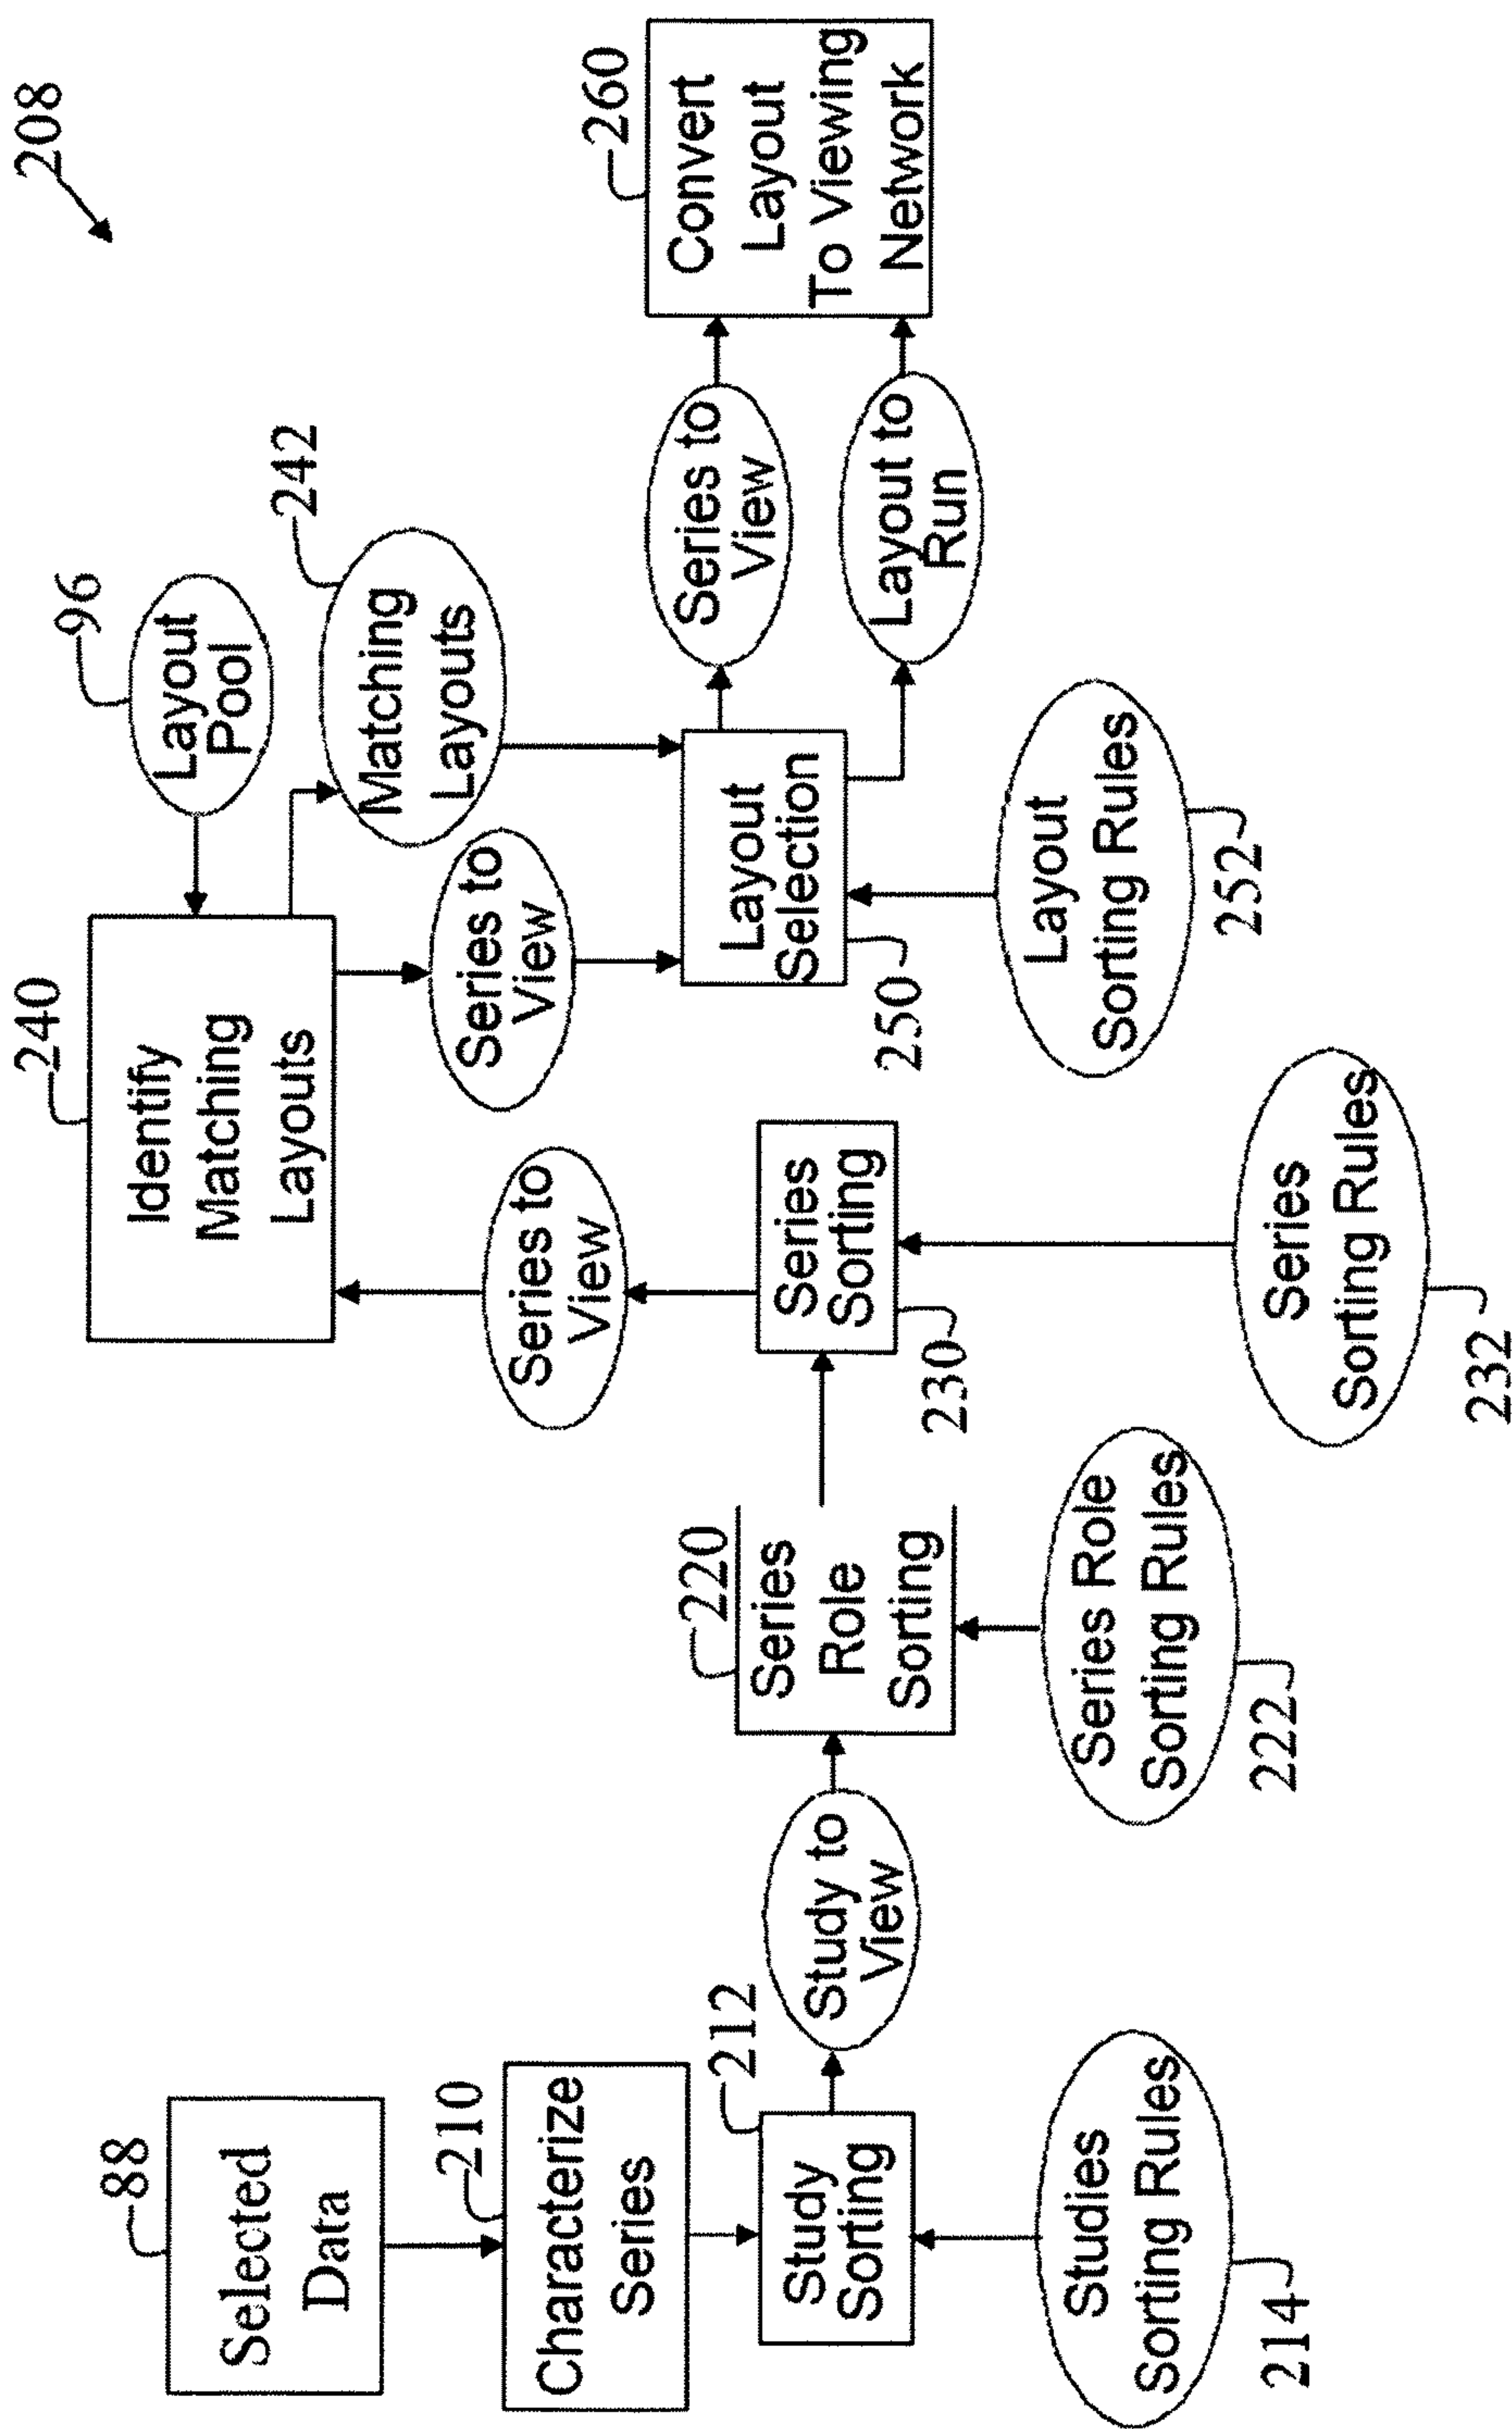 208
88
Selected
Data
210
Characterize
Series
212
Study
Sorting
Studies
Sorting Rules
214
Study to
View
220
Series
Role
Sorting
Series Role
Sorting Rules
222
Series
Sorting
230
Series
Sorting Rules
232
Series to
View
240
Identify
Matching
Layouts
96
Layout
Pool
242
Matching
Layouts
Series to
View
Layout
Selection
250
Layout
Sorting Rules
252
Series to
View
Layout to
Run
260
Convert
Layout
To Viewing
Network